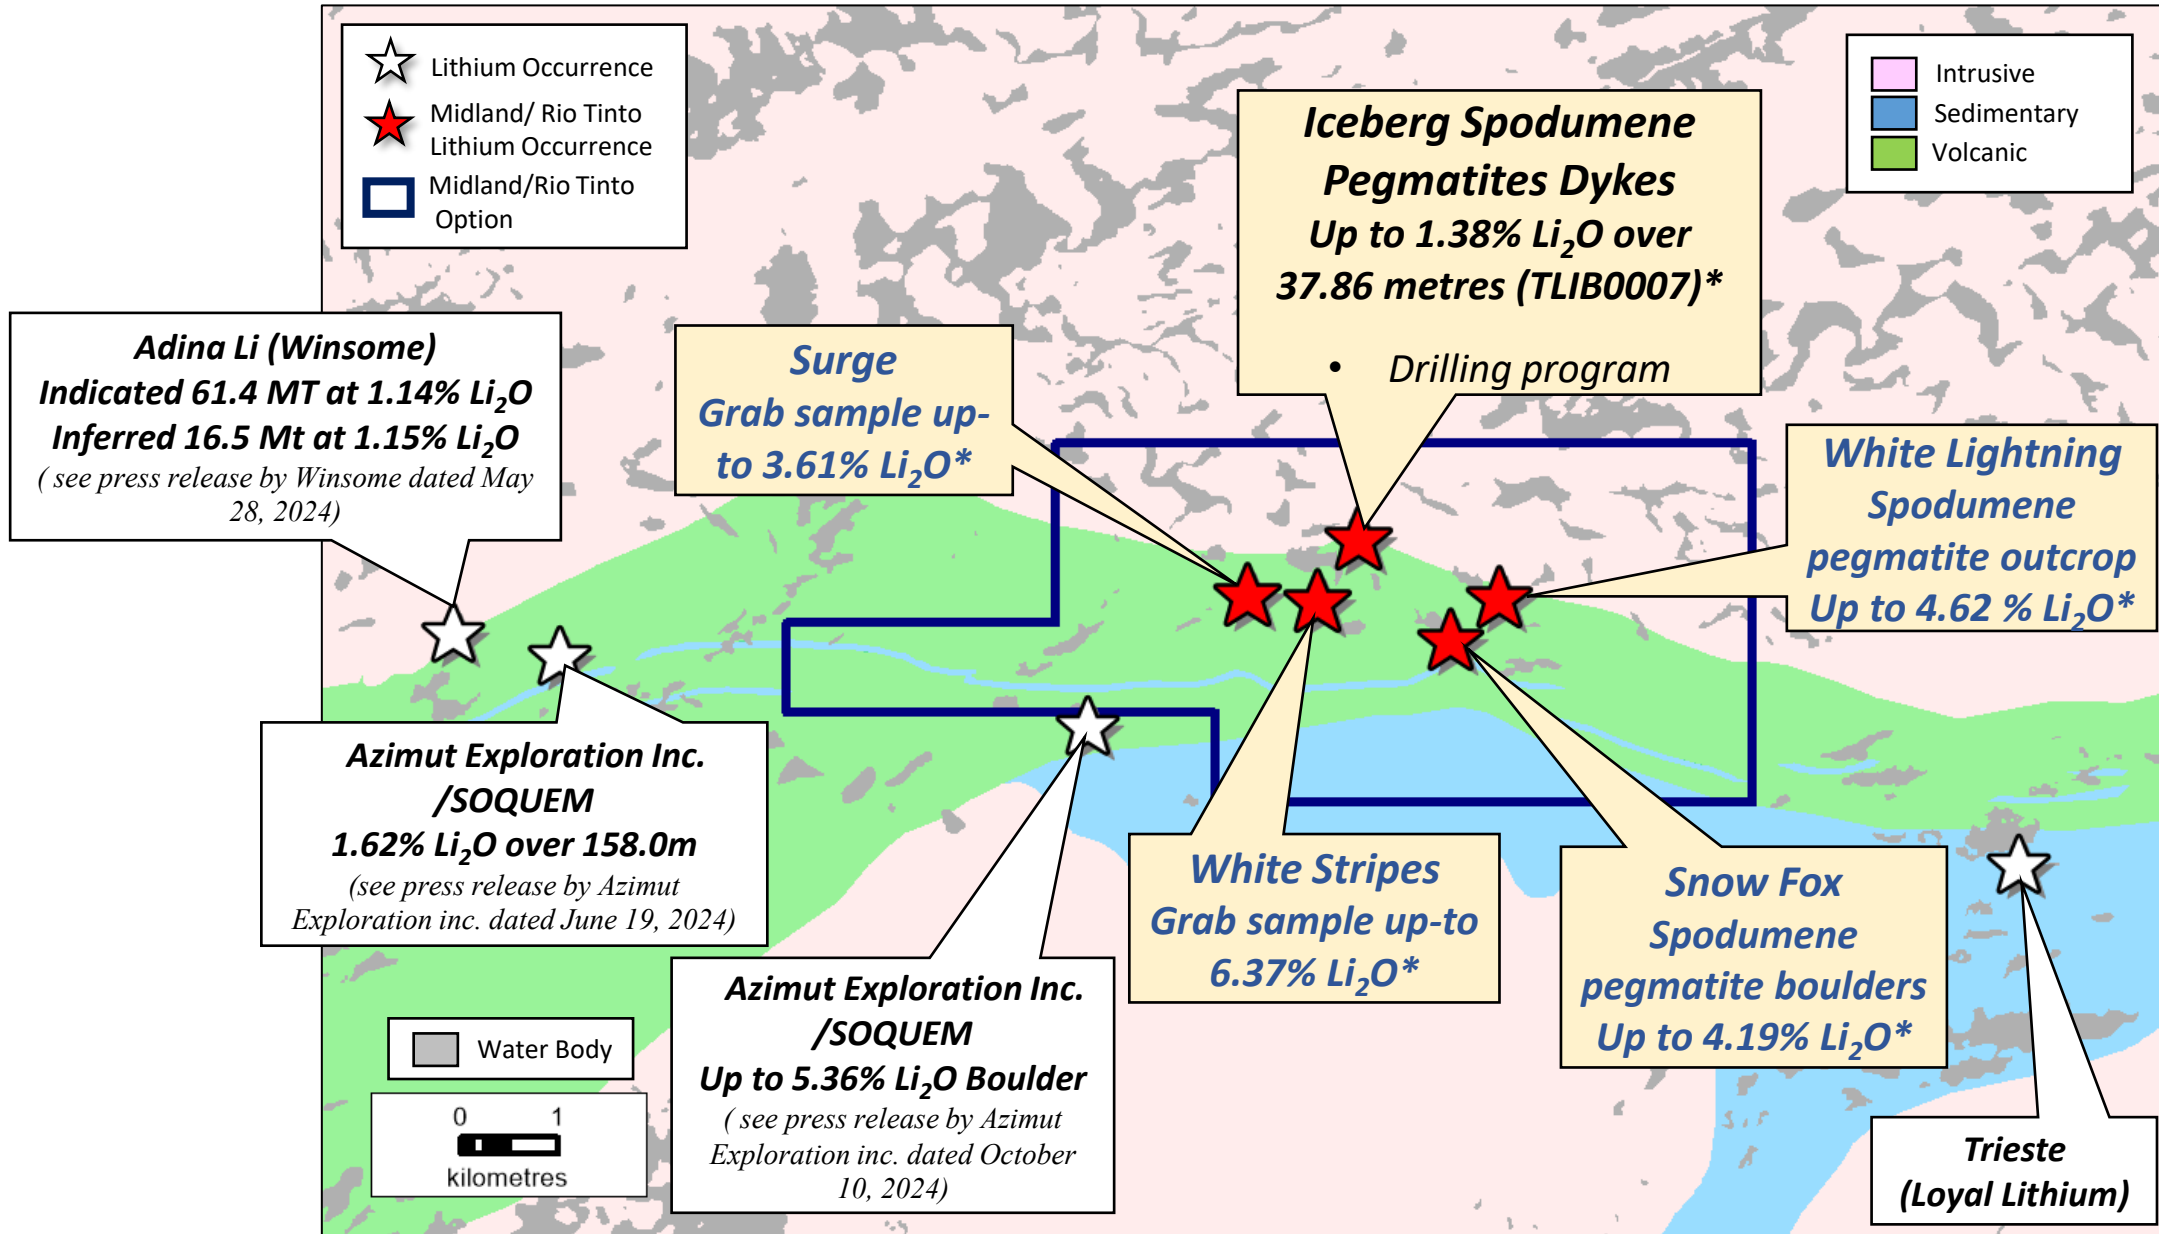 Lithium Occurrence
Midland/ Rio Tinto
Lithium Occurrence
Midland/Rio Tinto
Option
Intrusive
Sedimentary
Volcanic
Iceberg Spodumene
Pegmatites Dykes
Up to 1.38% Li₂O over
37.86 metres (TLIB0007)*
• Drilling program
Adina Li (Winsome)
Indicated 61.4 MT at 1.14% Li₂O
Inferred 16.5 Mt at 1.15% Li₂O
( see press release by Winsome dated May
28, 2024)
Surge
Grab sample up-
to 3.61% Li₂O*
White Lightning
Spodumene
pegmatite outcrop
Up to 4.62 % Li₂O*
Azimut Exploration Inc.
/SOQUEM
1.62% Li₂O over 158.0m
(see press release by Azimut
Exploration inc. dated June 19, 2024)
White Stripes
Grab sample up-to
6.37% Li₂O*
Snow Fox
Spodumene
pegmatite boulders
Up to 4.19% Li₂O*
Azimut Exploration Inc.
/SOQUEM
Up to 5.36% Li₂O Boulder
( see press release by Azimut
Exploration inc. dated October
10, 2024)
Water Body
0 1
kilometres
Trieste
(Loyal Lithium)